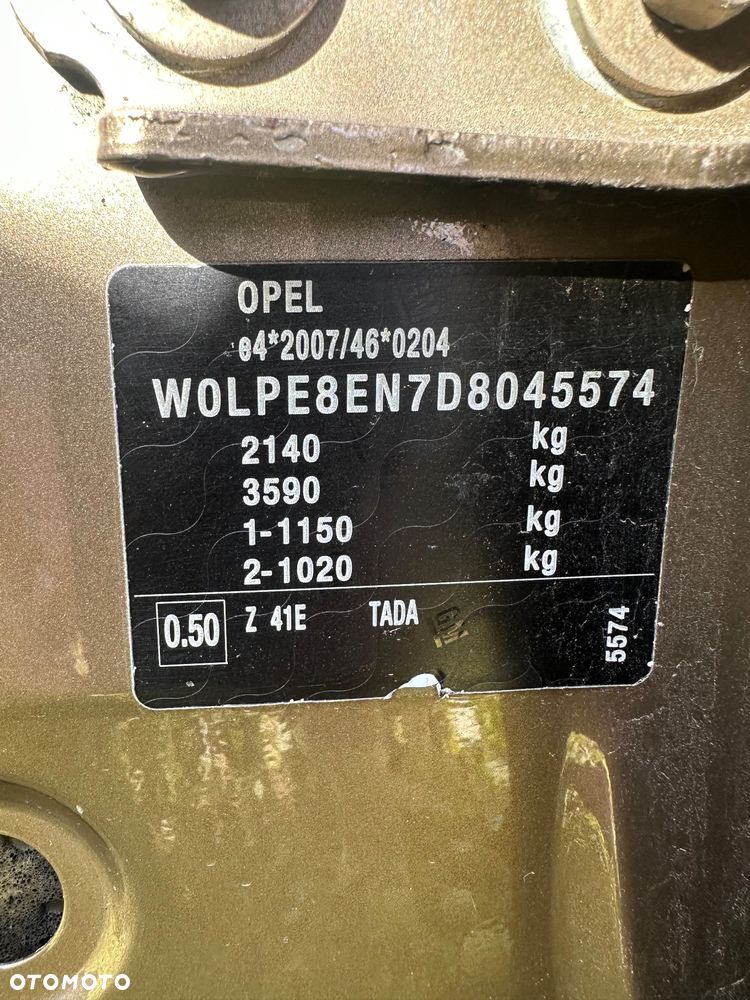 OPEL
e4*2007/46*0204
W0LPE8EN7D8045574
2140 kg
3590 kg
1-1150 kg
2-1020 kg
0.50 Z 41E TADA GM 5574
OTOMOTO